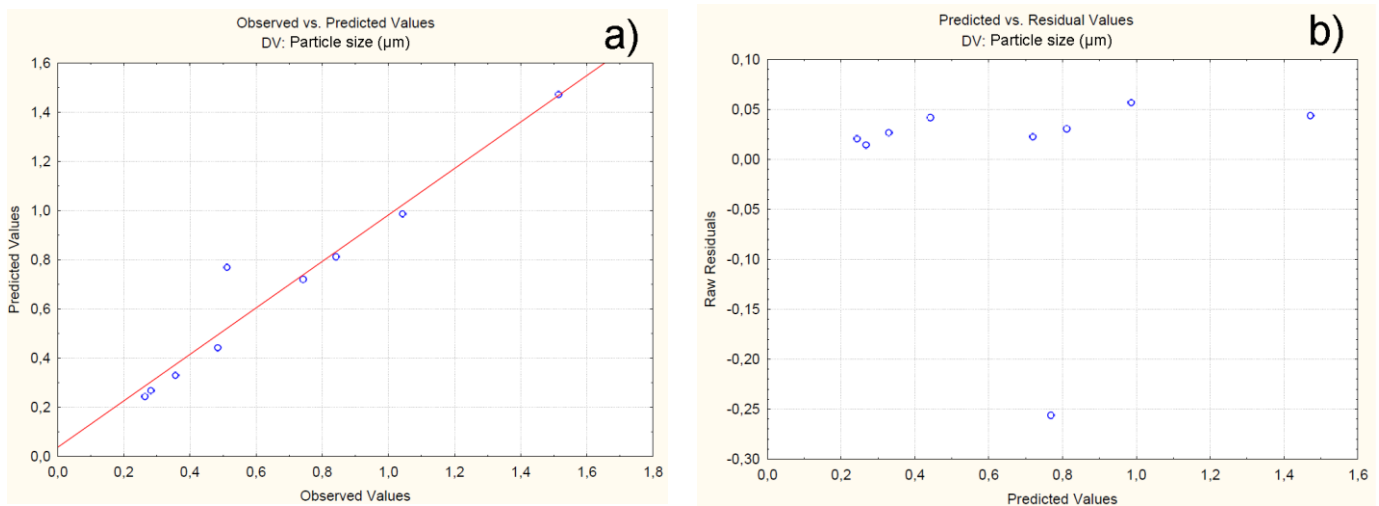 Observed vs. Predicted Values
DV: Particle size (µm)
a)
1,6
1,4
1,2
1,0
0,8
0,6
0,4
0,2
0,0
Predicted Values
0,0 0,2 0,4 0,6 0,8 1,0 1,2 1,4 1,6 1,8
Observed Values
Predicted vs. Residual Values
DV: Particle size (µm)
b)
0,10
0,05
0,00
-0,05
-0,10
-0,15
-0,20
-0,25
-0,30
Raw Residuals
0,0 0,2 0,4 0,6 0,8 1,0 1,2 1,4 1,6
Predicted Values